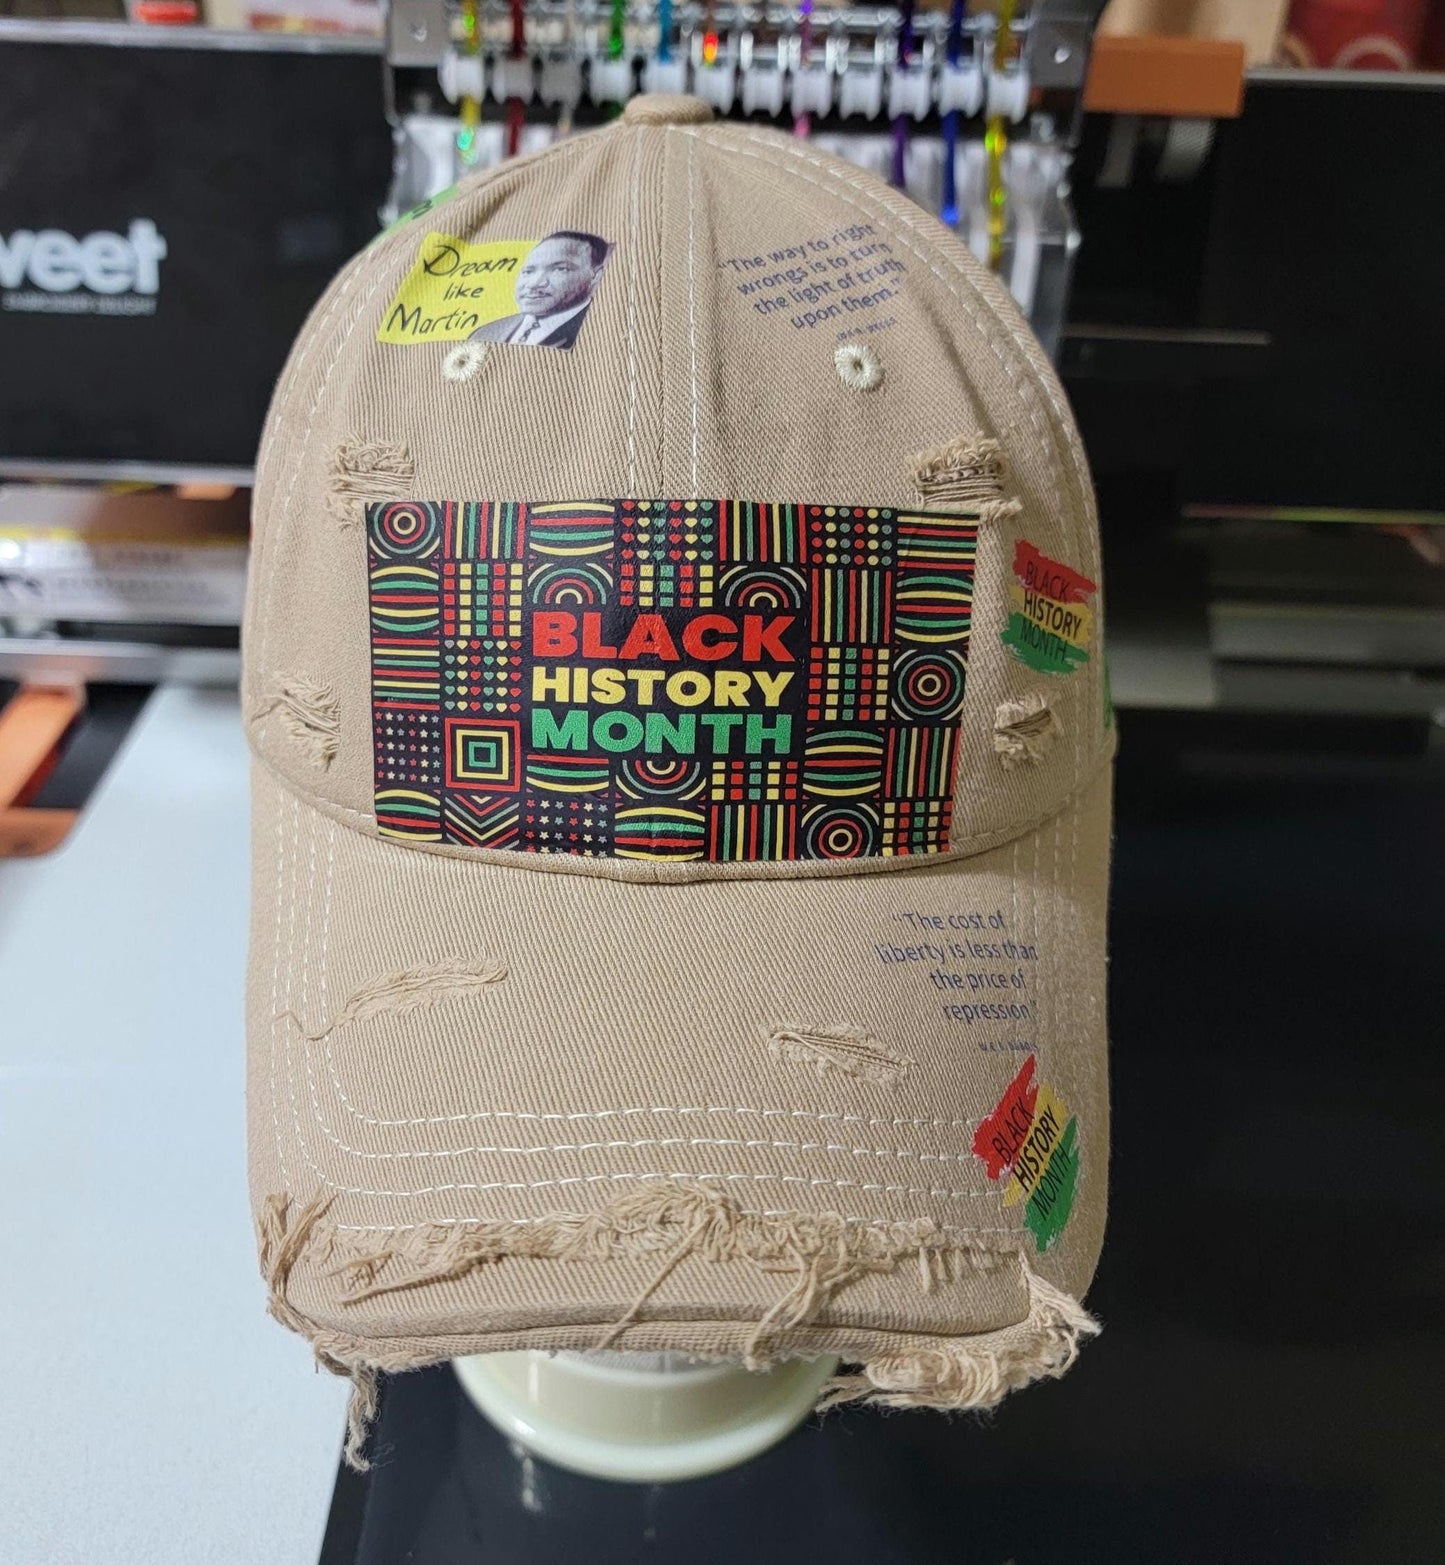 veet
Dream
like
Martin
“The way to right
wrongs is to turn
the light of truth
upon them.”
BLACK
HISTORY
MONTH
BLACK
HISTORY
MONTH
“The cost of
liberty is less than
the price of
repression.”
W.E.B. DUBOIS
BLACK
HISTORY
MONTH